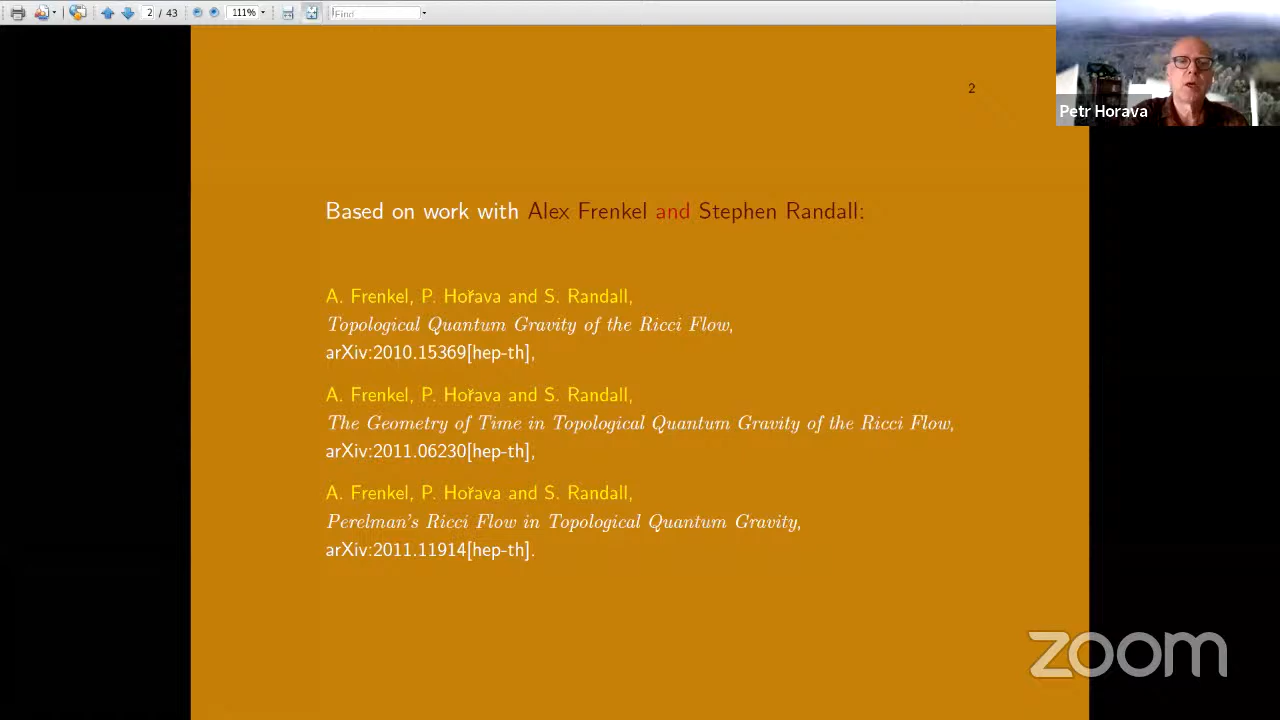 2 / 43
111%
Find
2
Petr Horava
Based on work with Alex Frenkel and Stephen Randall:
A. Frenkel, P. Hořava and S. Randall,
Topological Quantum Gravity of the Ricci Flow,
arXiv:2010.15369[hep-th],
A. Frenkel, P. Hořava and S. Randall,
The Geometry of Time in Topological Quantum Gravity of the Ricci Flow,
arXiv:2011.06230[hep-th],
A. Frenkel, P. Hořava and S. Randall,
Perelman's Ricci Flow in Topological Quantum Gravity,
arXiv:2011.11914[hep-th].
zoom